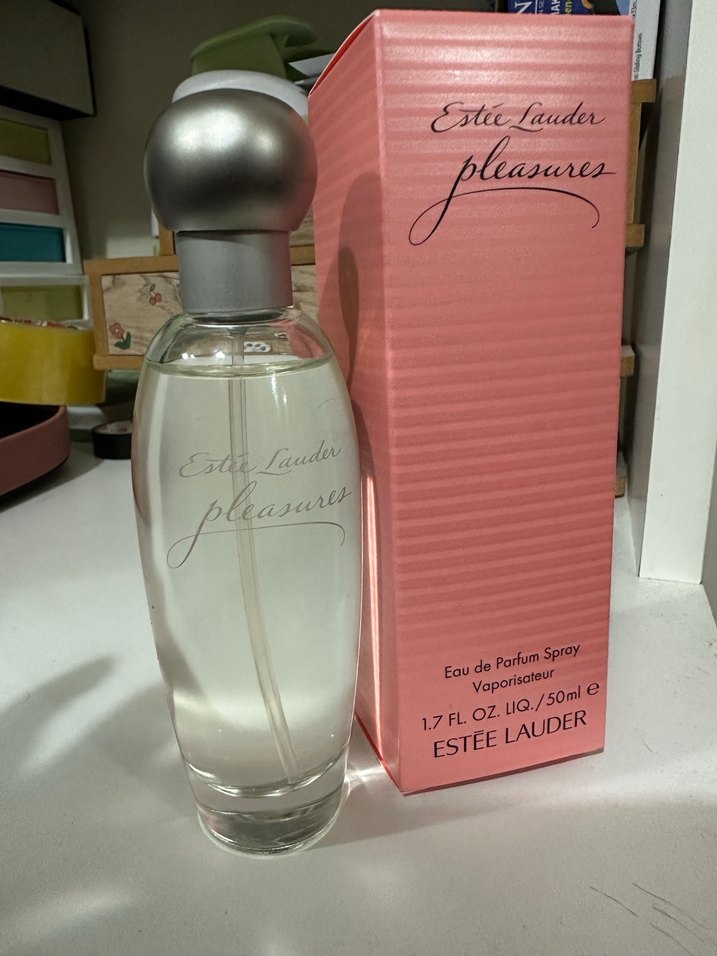 Estée Lauder
pleasures
Estée Lauder
pleasures
Eau de Parfum Spray
Vaporisateur
1.7 FL. OZ. LIQ./50ml ℮
ESTĒE LAUDER